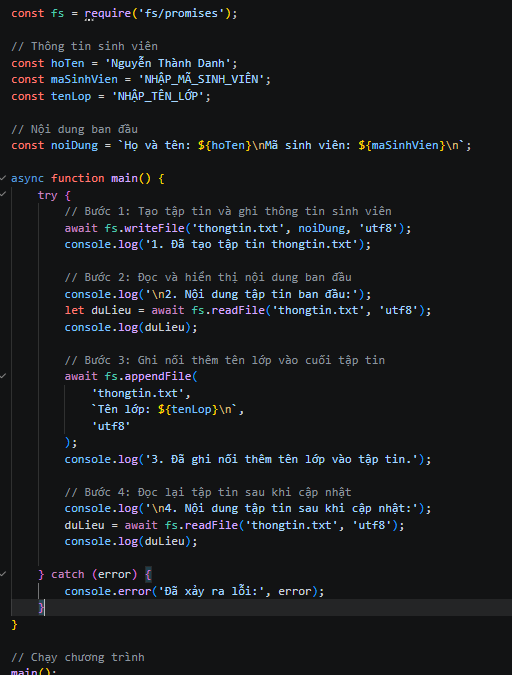 const fs = require('fs/promises');
// Thông tin sinh viên
const hoTen = 'Nguyễn Thành Danh';
const maSinhVien = 'NHẬP_MÃ_SINH_VIÊN';
const tenLop = 'NHẬP_TÊN_LỚP';
// Nội dung ban đầu
const noiDung = `Họ và tên: ${hoTen}\nMã sinh viên: ${maSinhVien}\n`;
async function main() {
try {
// Bước 1: Tạo tập tin và ghi thông tin sinh viên
await fs.writeFile('thongtin.txt', noiDung, 'utf8');
console.log('1. Đã tạo tập tin thongtin.txt');
// Bước 2: Đọc và hiển thị nội dung ban đầu
console.log('\n2. Nội dung tập tin ban đầu:');
let duLieu = await fs.readFile('thongtin.txt', 'utf8');
console.log(duLieu);
// Bước 3: Ghi nối thêm tên lớp vào cuối tập tin
await fs.appendFile(
'thongtin.txt',
`Tên lớp: ${tenLop}\n`,
'utf8'
);
console.log('3. Đã ghi nối thêm tên lớp vào tập tin.');
// Bước 4: Đọc lại tập tin sau khi cập nhật
console.log('\n4. Nội dung tập tin sau khi cập nhật:');
duLieu = await fs.readFile('thongtin.txt', 'utf8');
console.log(duLieu);
} catch (error) {
console.error('Đã xảy ra lỗi:', error);
}
}
// Chạy chương trình
main();